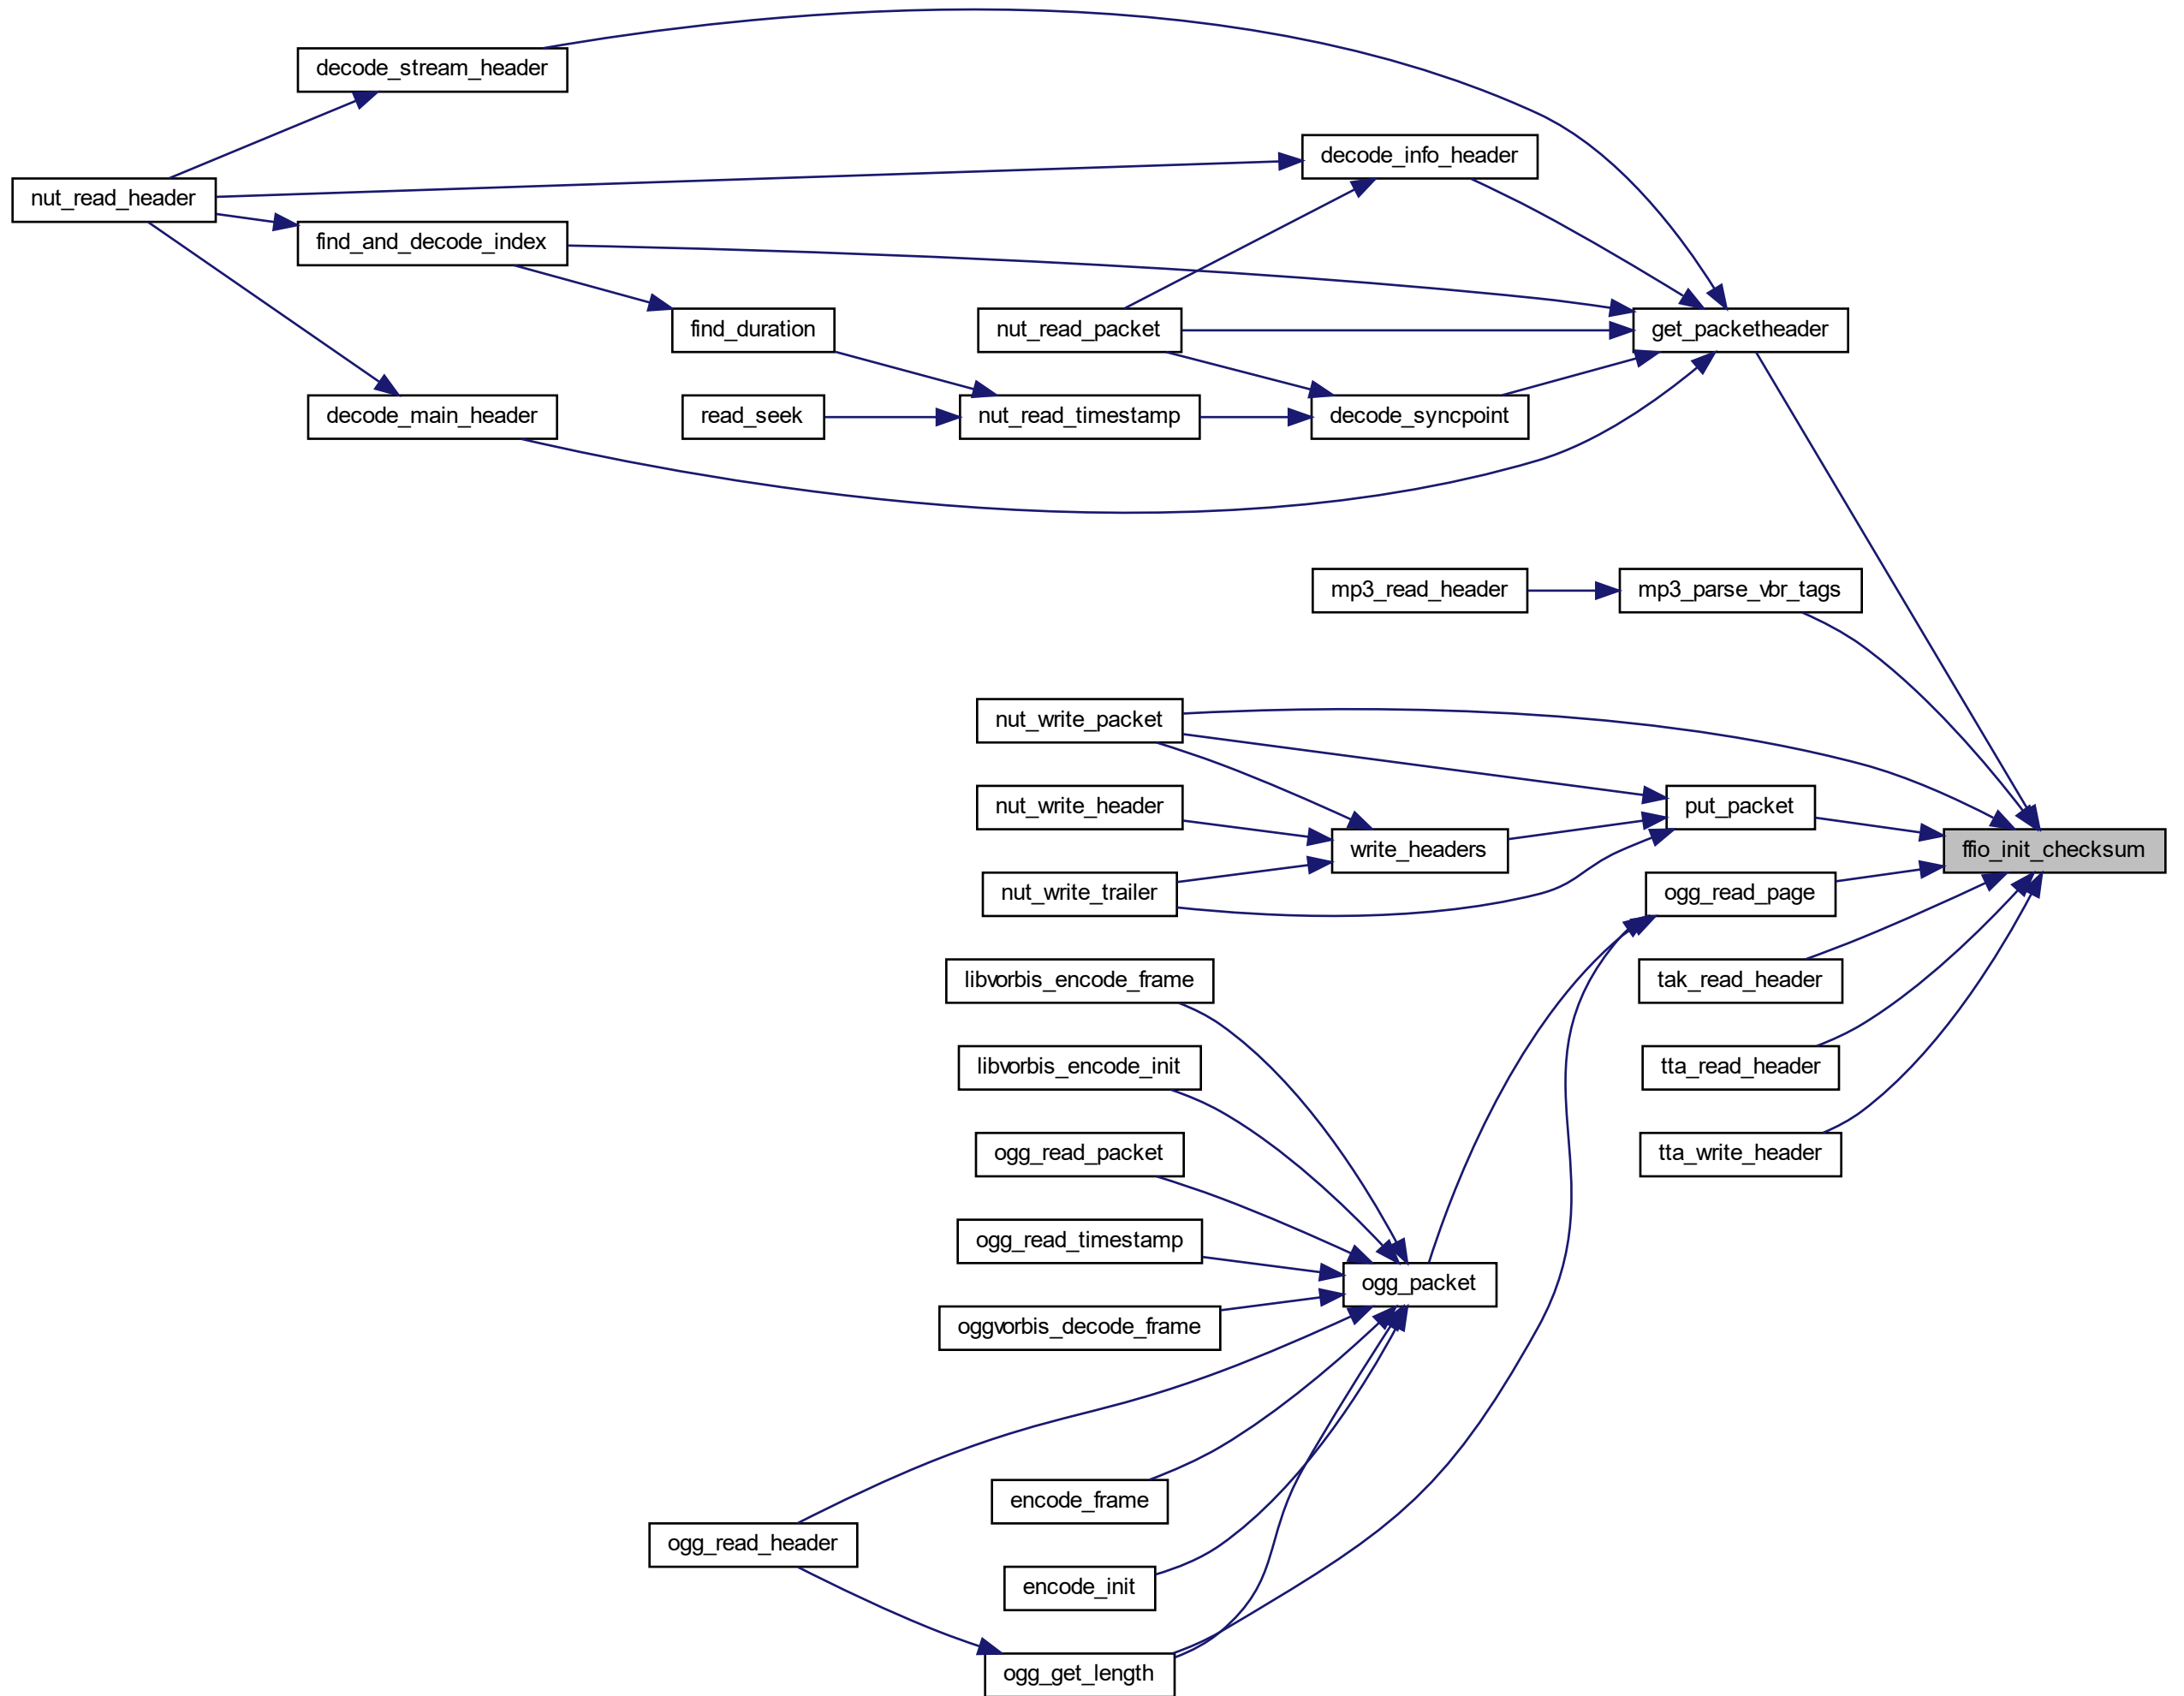 decode_stream_header
decode_info_header
nut_read_header
find_and_decode_index
find_duration
nut_read_packet
get_packetheader
decode_main_header
read_seek
nut_read_timestamp
decode_syncpoint
mp3_read_header
mp3_parse_vbr_tags
nut_write_packet
nut_write_header
put_packet
write_headers
ffio_init_checksum
nut_write_trailer
ogg_read_page
libvorbis_encode_frame
tak_read_header
libvorbis_encode_init
tta_read_header
ogg_read_packet
tta_write_header
ogg_read_timestamp
ogg_packet
oggvorbis_decode_frame
encode_frame
ogg_read_header
encode_init
ogg_get_length